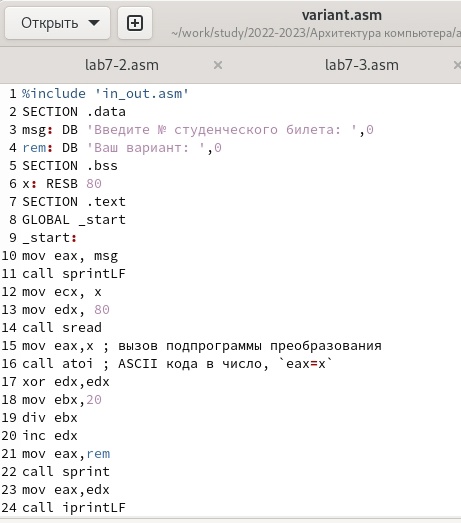 Открыть
variant.asm
~/work/study/2022-2023/Архитектура компьютера/a
lab7-2.asm × lab7-3.asm ×
1 %include 'in_out.asm'
2 SECTION .data
3 msg: DB 'Введите № студенческого билета: ',0
4 rem: DB 'Ваш вариант: ',0
5 SECTION .bss
6 x: RESB 80
7 SECTION .text
8 GLOBAL _start
9 _start:
10 mov eax, msg
11 call sprintLF
12 mov ecx, x
13 mov edx, 80
14 call sread
15 mov eax,x ; вызов подпрограммы преобразования
16 call atoi ; ASCII кода в число, `eax=x`
17 xor edx,edx
18 mov ebx,20
19 div ebx
20 inc edx
21 mov eax,rem
22 call sprint
23 mov eax,edx
24 call iprintLF